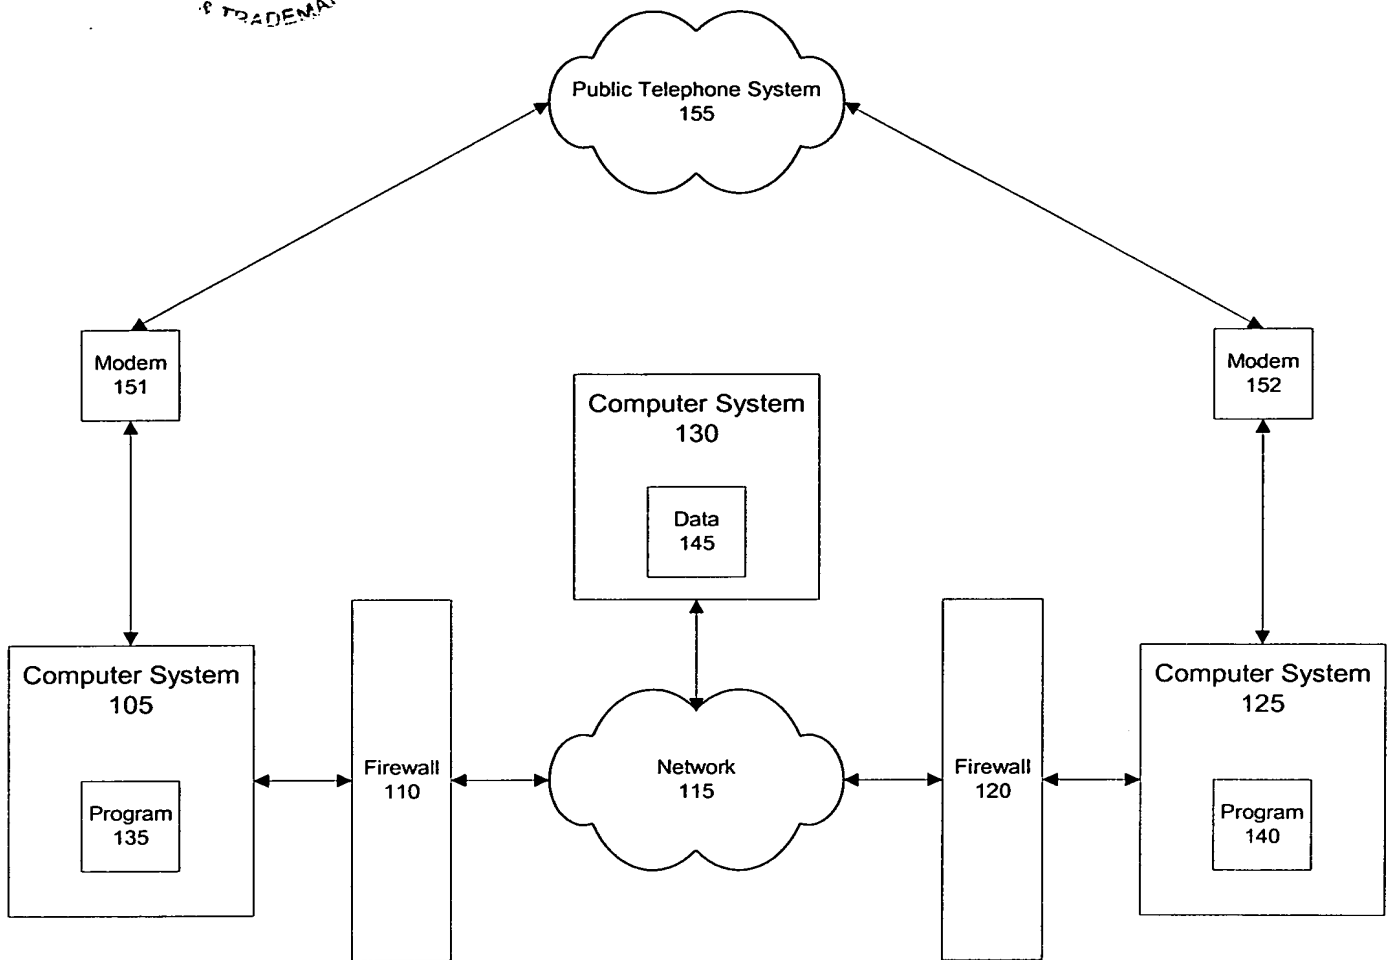 & TRADEMA
Public Telephone System
155
Modem
151
Modem
152
Computer System
130
Data
145
Computer System
105
Program
135
Firewall
110
Network
115
Firewall
120
Computer System
125
Program
140